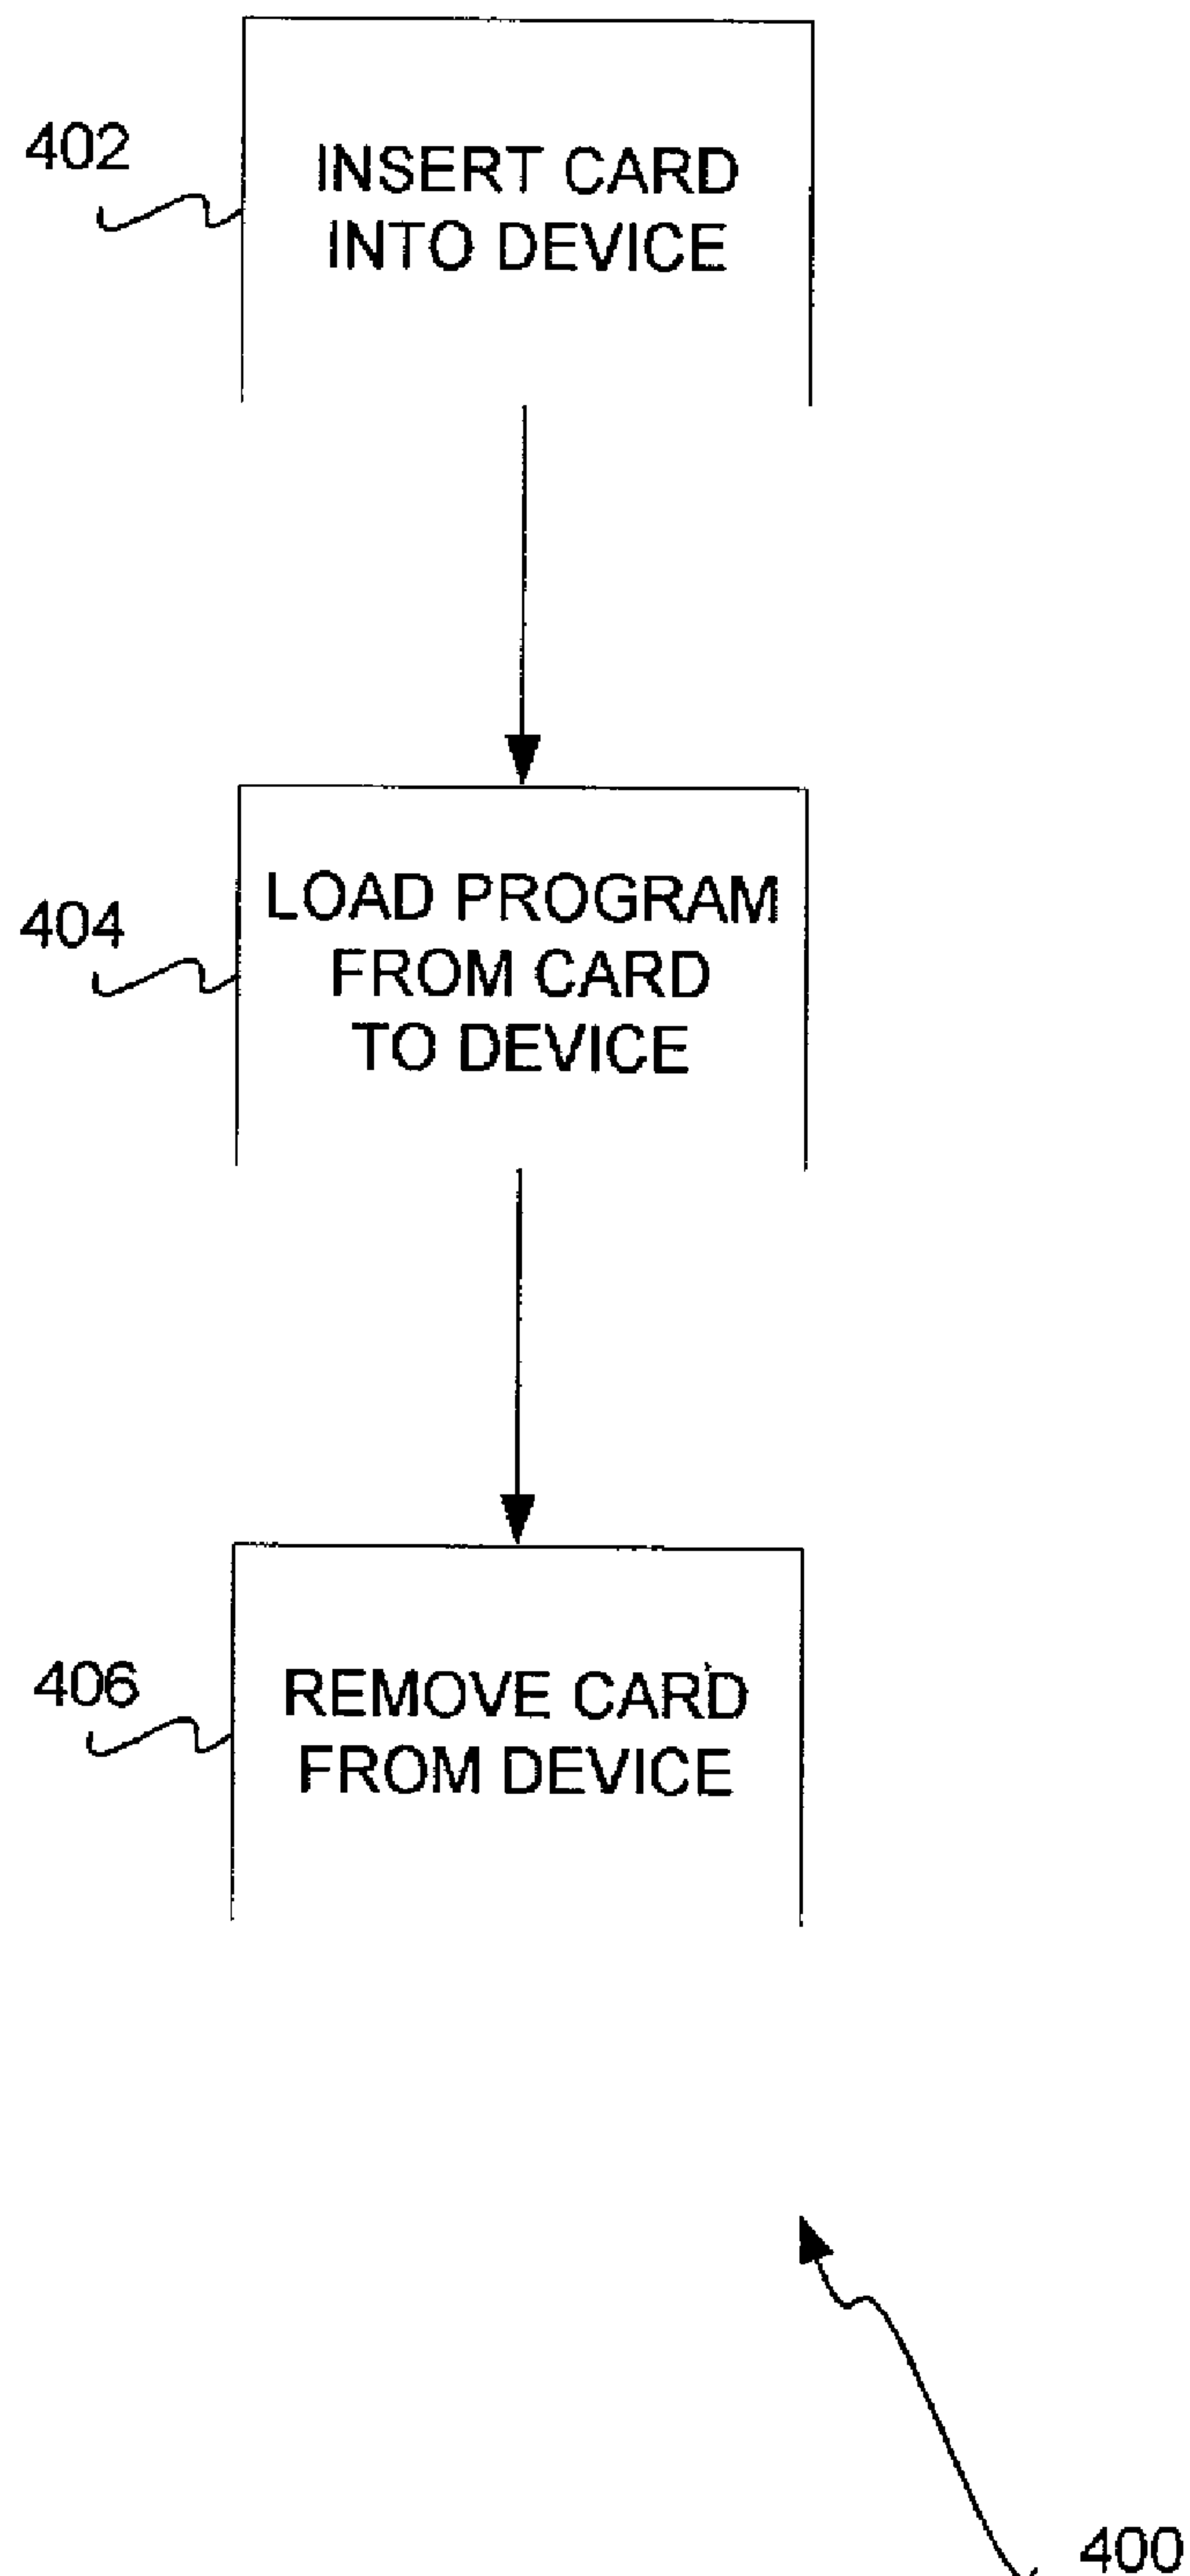 402
INSERT CARD
INTO DEVICE
404
LOAD PROGRAM
FROM CARD
TO DEVICE
406
REMOVE CARD
FROM DEVICE
400